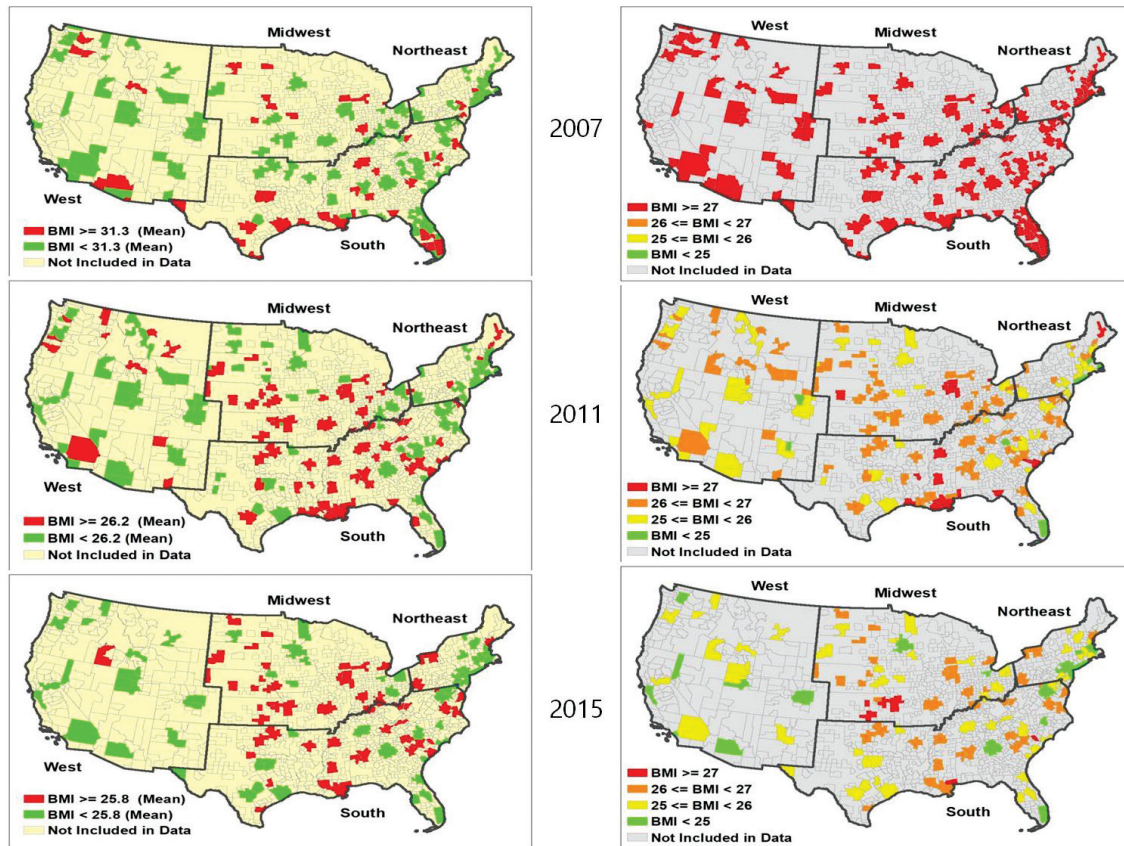 Midwest
Northeast
West
South
BMI >= 31.3 (Mean)
BMI < 31.3 (Mean)
Not Included in Data
2007
West
Midwest
Northeast
South
BMI >= 27
26 <= BMI < 27
25 <= BMI < 26
BMI < 25
Not Included in Data
Midwest
Northeast
West
South
BMI >= 26.2 (Mean)
BMI < 26.2 (Mean)
Not Included in Data
2011
West
Midwest
Northeast
South
BMI >= 27
26 <= BMI < 27
25 <= BMI < 26
BMI < 25
Not Included in Data
Midwest
Northeast
West
South
BMI >= 25.8 (Mean)
BMI < 25.8 (Mean)
Not Included in Data
2015
West
Midwest
Northeast
South
BMI >= 27
26 <= BMI < 27
25 <= BMI < 26
BMI < 25
Not Included in Data